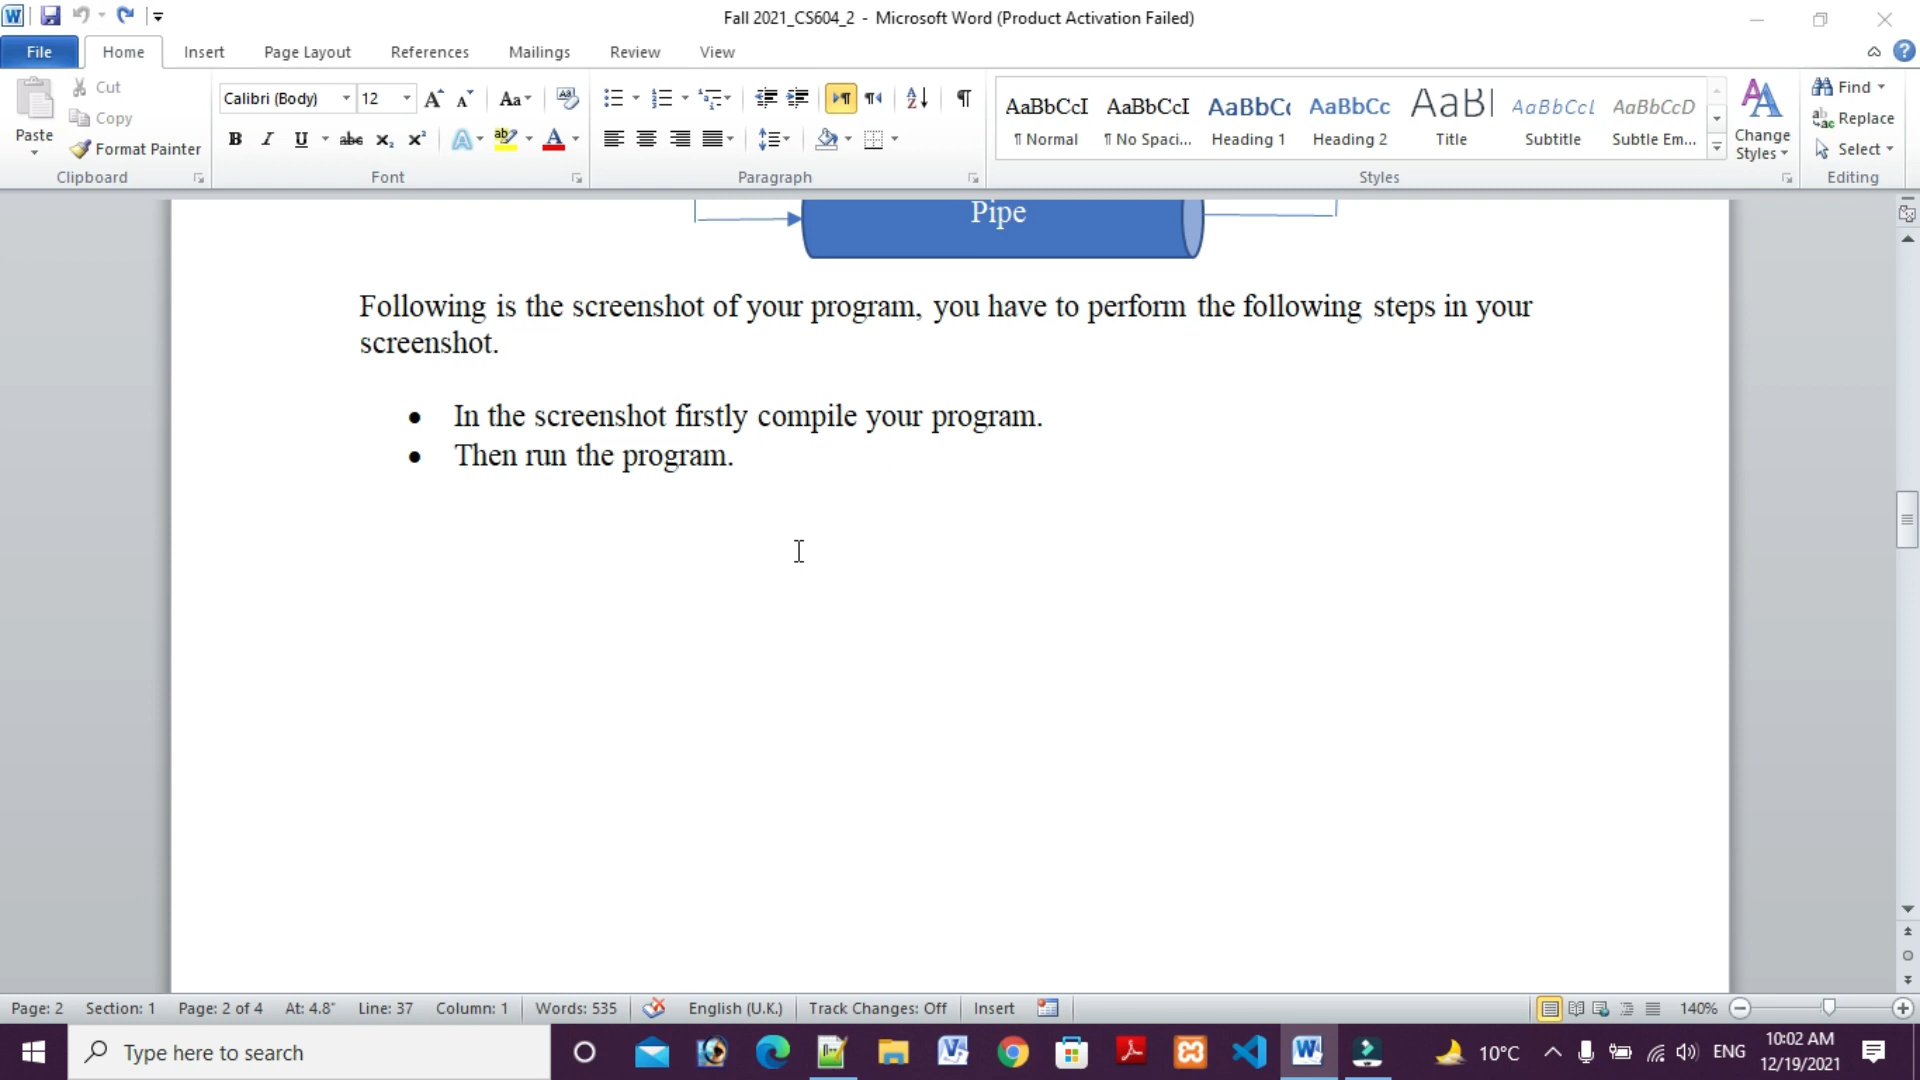 Fall 2021_CS604_2 - Microsoft Word (Product Activation Failed)
File Home Insert Page Layout References Mailings Review View
Cut
Copy
Paste
Format Painter
Clipboard
Calibri (Body) 12
Font
Paragraph
AaBbCcI AaBbCcI AaBbC AaBbCc AaB AaBbCcL AaBbCcD
¶ Normal ¶ No Spaci... Heading 1 Heading 2 Title Subtitle Subtle Em...
Styles
Change Styles
Find
Replace
Select
Editing
Pipe
Following is the screenshot of your program, you have to perform the following steps in your
screenshot.
• In the screenshot firstly compile your program.
• Then run the program.
Page: 2 Section: 1 Page: 2 of 4 At: 4.8" Line: 37 Column: 1 Words: 535 English (U.K.) Track Changes: Off Insert 140%
Type here to search
10°C ENG
10:02 AM
12/19/2021